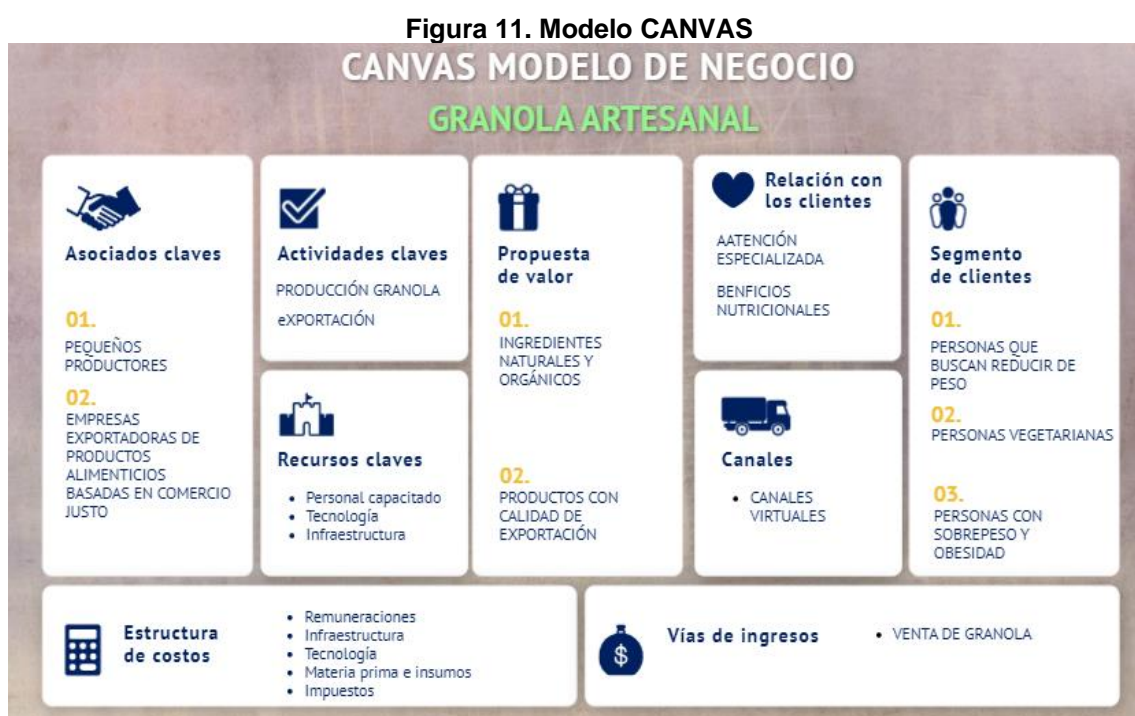 Figura 11. Modelo CANVAS
CANVAS MODELO DE NEGOCIO
GRANOLA ARTESANAL
Asociados claves
01.
PEQUEÑOS
PRODUCTORES
02.
EMPRESAS
EXPORTADORAS DE
PRODUCTOS
ALIMENTICIOS
BASADAS EN COMERCIO
JUSTO
Actividades claves
PRODUCCIÓN GRANOLA
eXPORTACIÓN
Recursos claves
• Personal capacitado
• Tecnología
• Infraestructura
Propuesta
de valor
01.
INGREDIENTES
NATURALES Y
ORGÁNICOS
02.
PRODUCTOS CON
CALIDAD DE
EXPORTACIÓN
Relación con
los clientes
AATENCIÓN
ESPECIALIZADA
BENFICIOS
NUTRICIONALES
Canales
• CANALES
VIRTUALES
Segmento
de clientes
01.
PERSONAS QUE
BUSCAN REDUCIR DE
PESO
02.
PERSONAS VEGETARIANAS
03.
PERSONAS CON
SOBREPESO Y
OBESIDAD
Estructura
de costos
• Remuneraciones
• Infraestructura
• Tecnología
• Materia prima e insumos
• Impuestos
$
Vías de ingresos
• VENTA DE GRANOLA